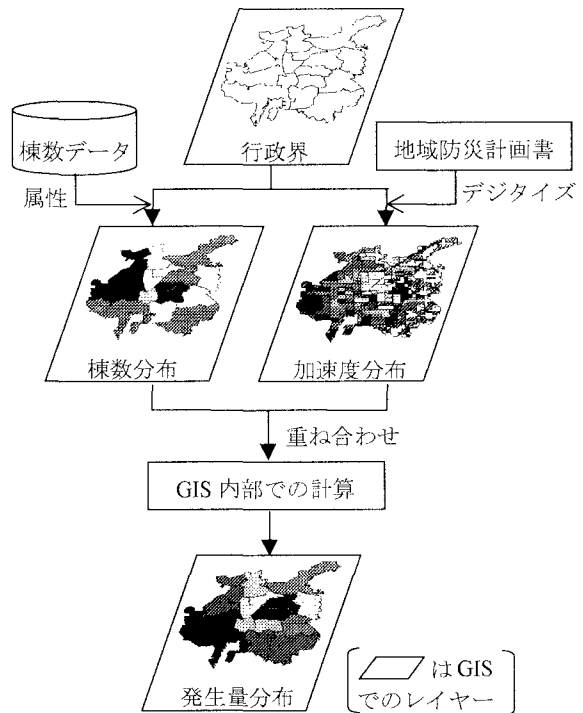 行政界
棟数データ
地域防災計画書
属性
デジタイズ
棟数分布
加速度分布
重ね合わせ
GIS 内部での計算
発生量分布
は GIS
でのレイヤー